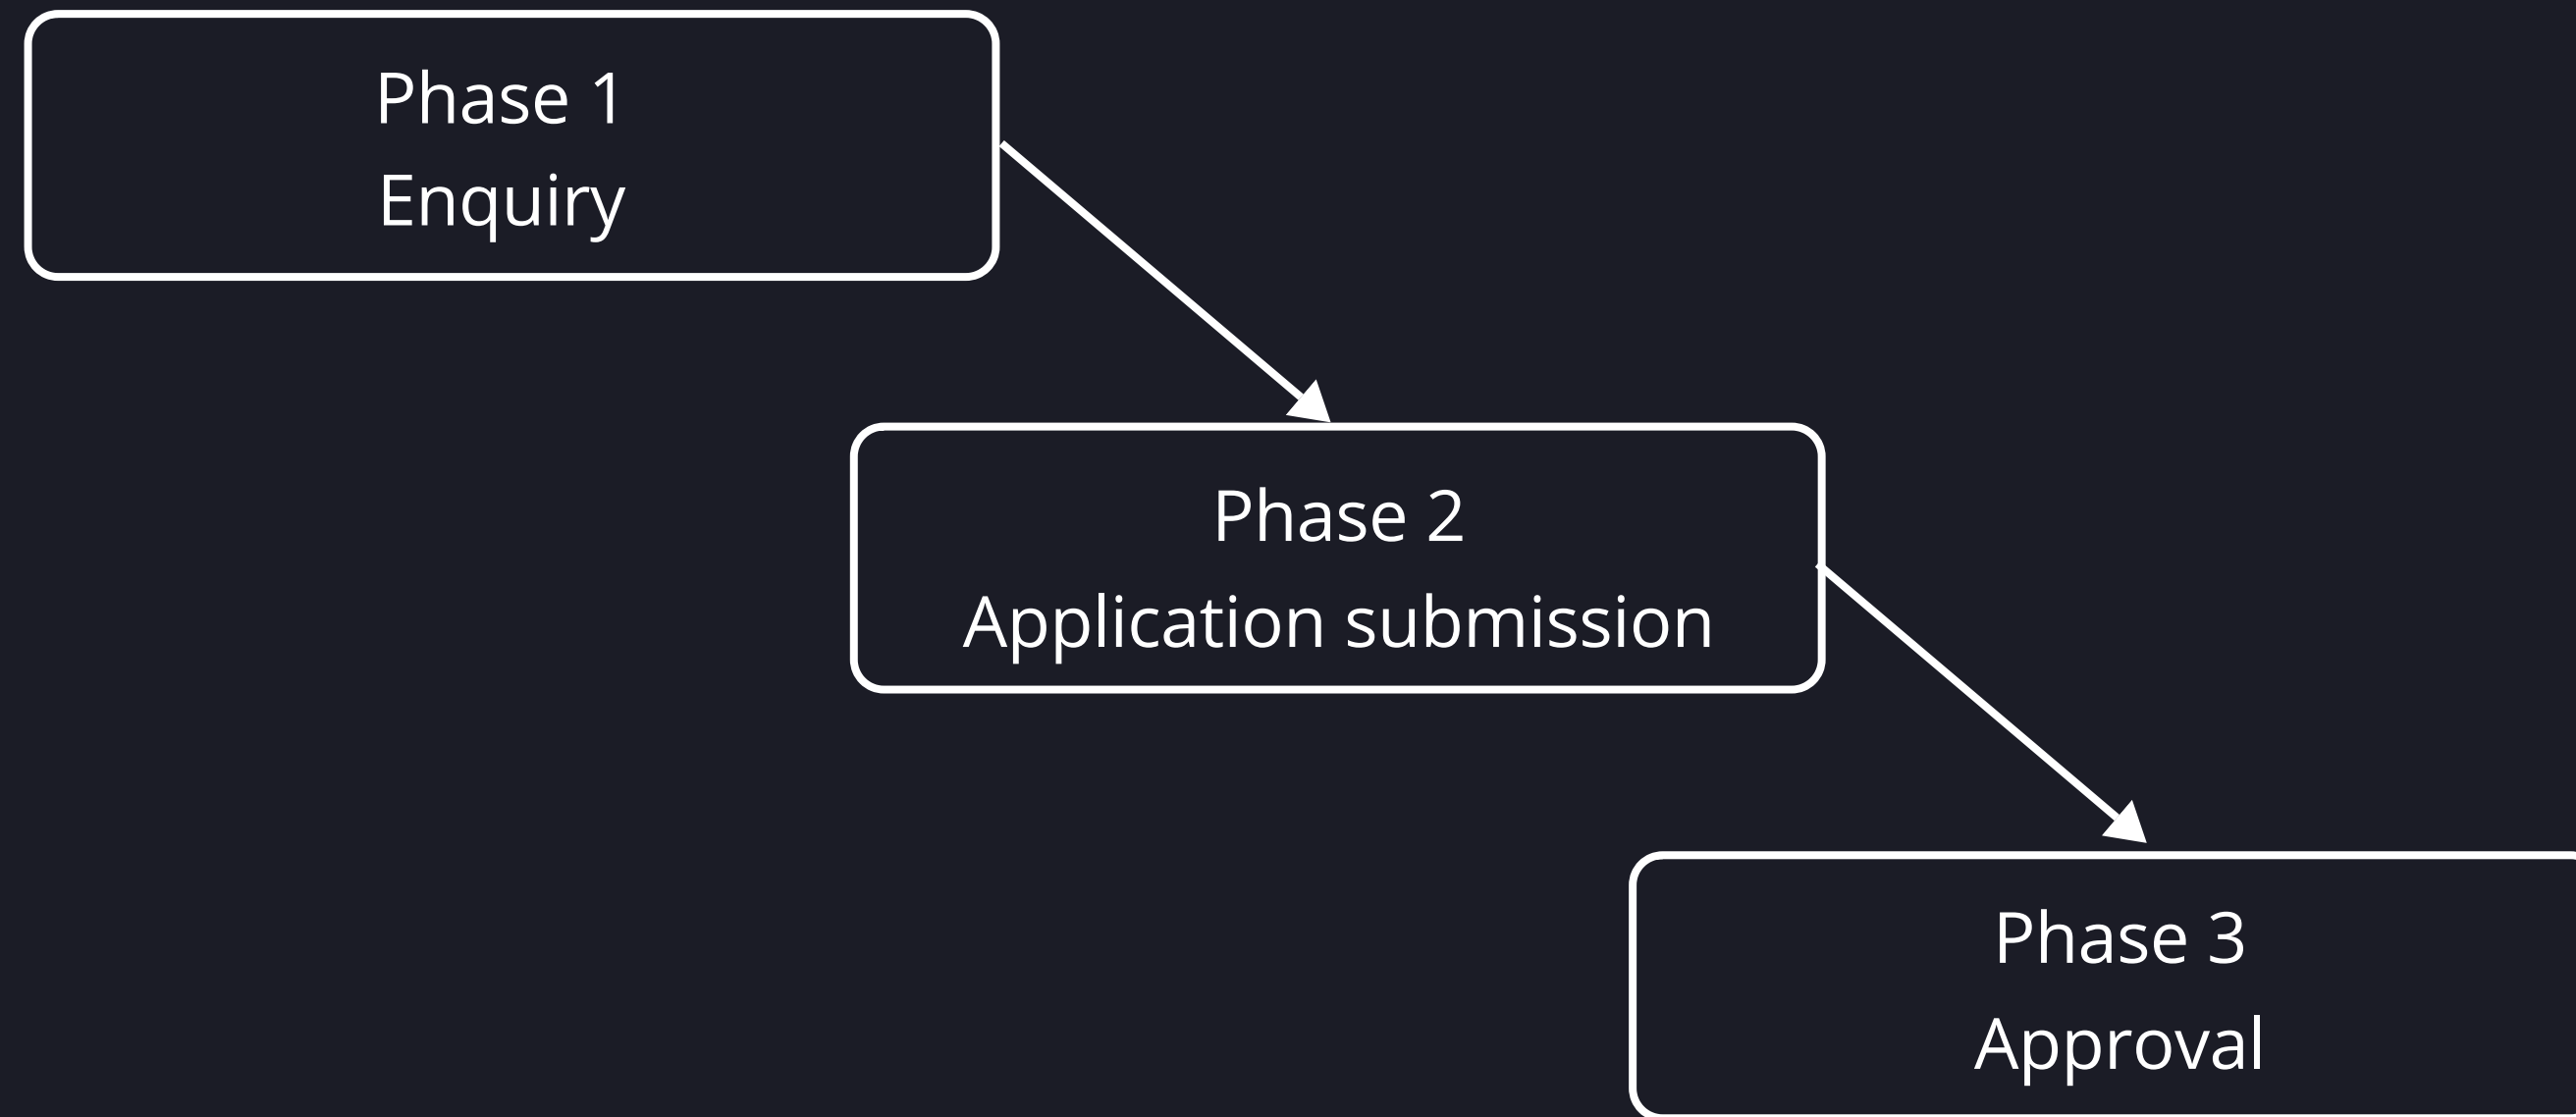 Phase 1
Enquiry
Phase 2
Application submission
Phase 3
Approval